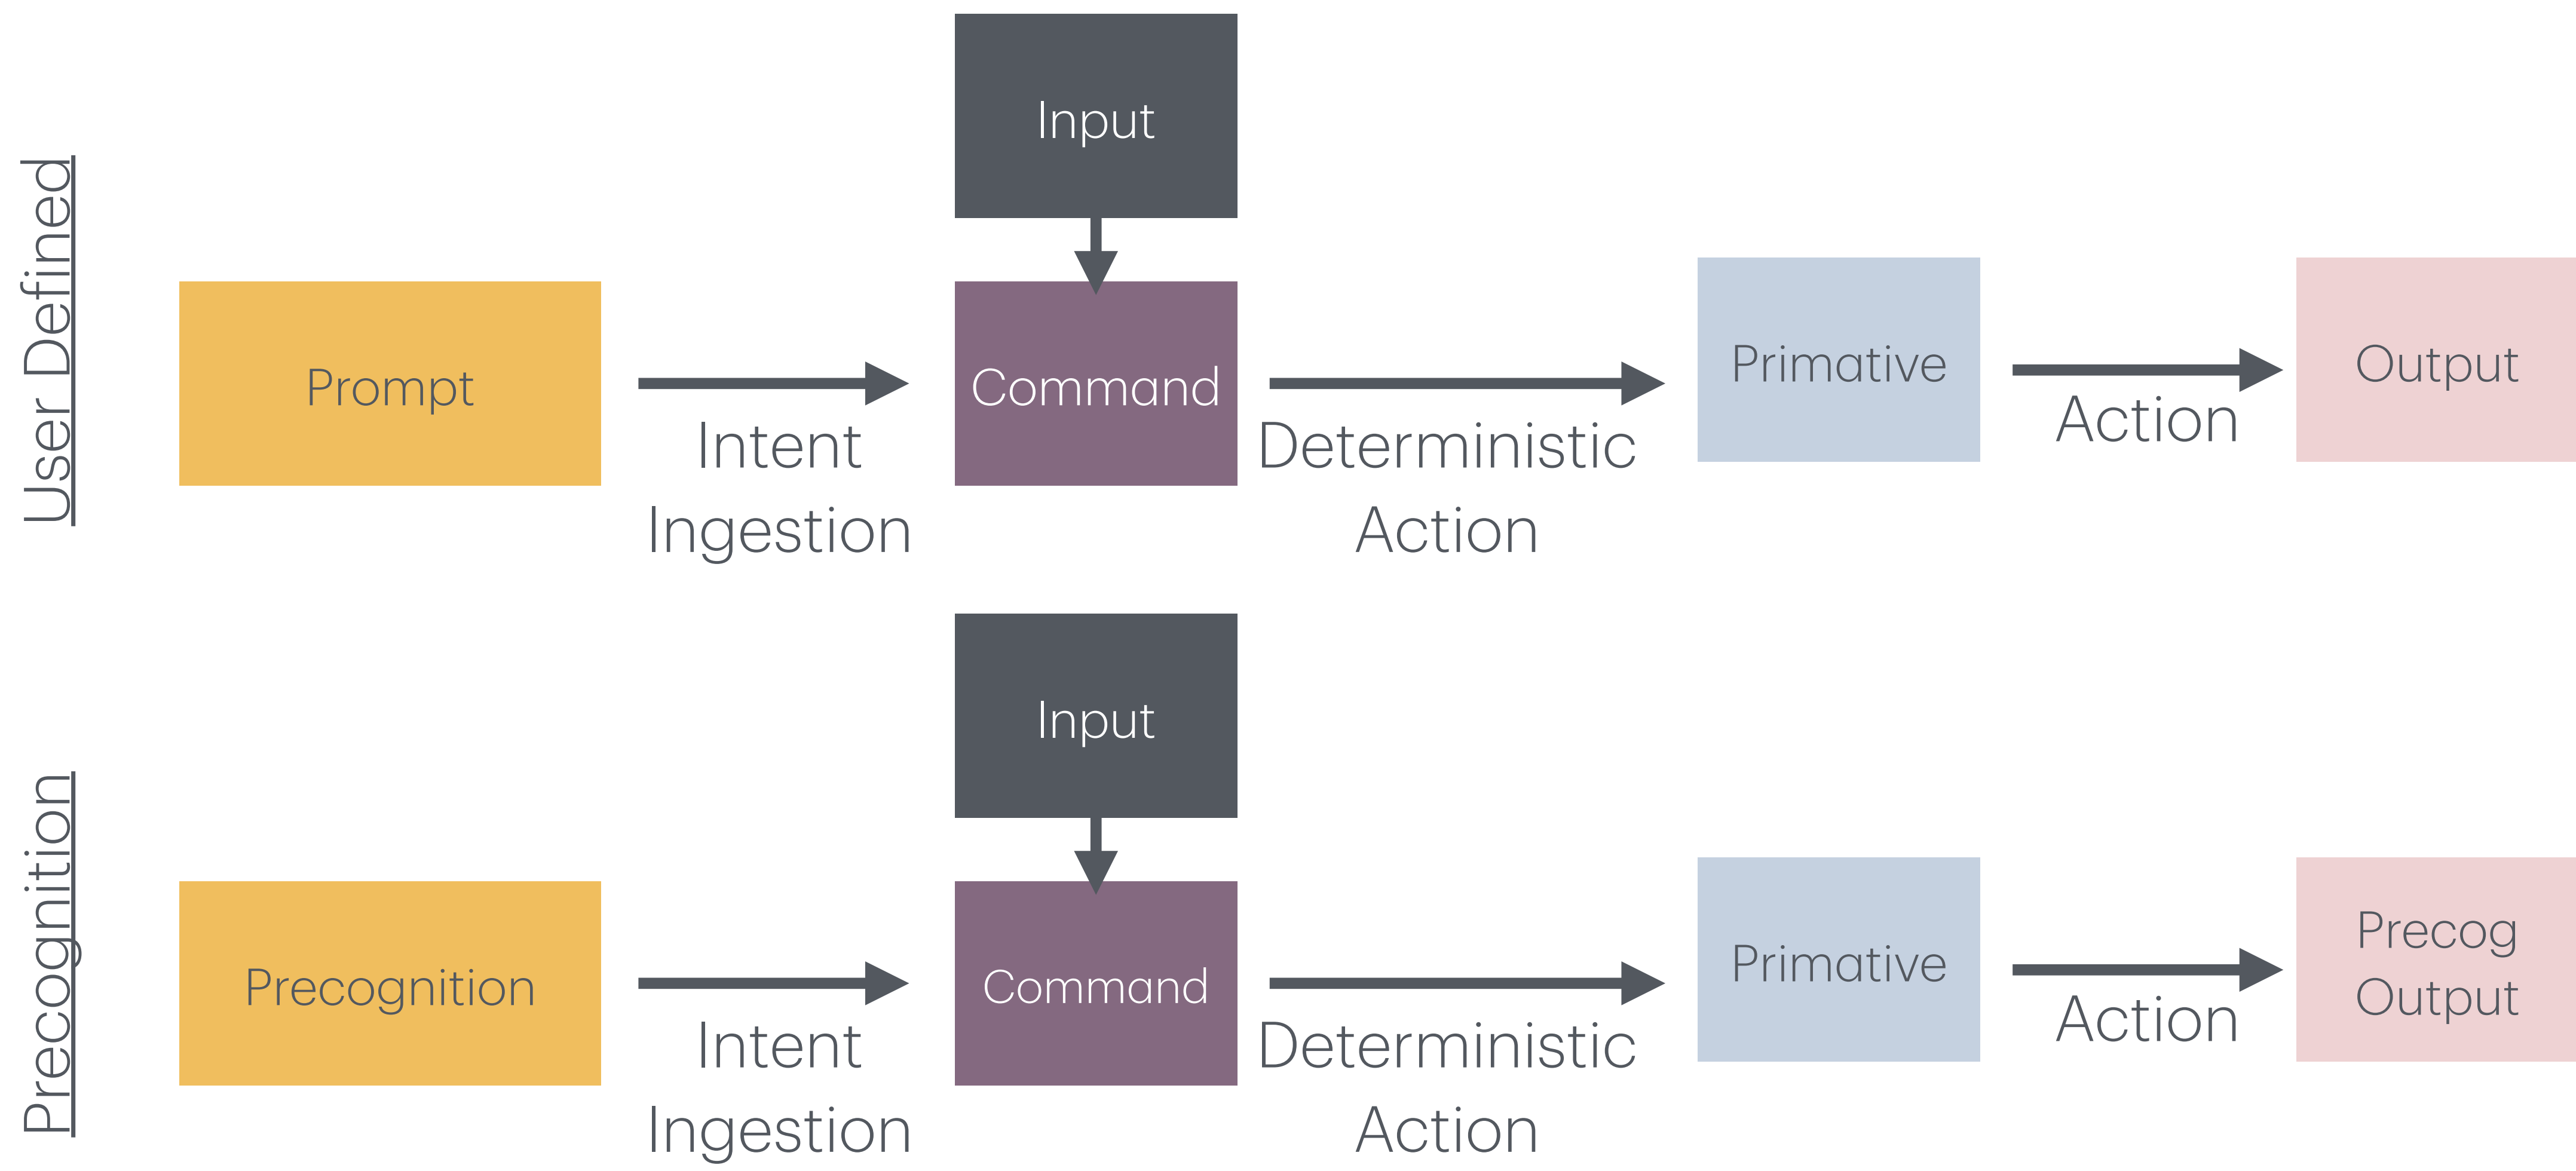 User Defined
Input
Prompt
Intent
Ingestion
Command
Deterministic
Action
Primative
Action
Output
Precognition
Input
Precognition
Intent
Ingestion
Command
Deterministic
Action
Primative
Action
Precog
Output